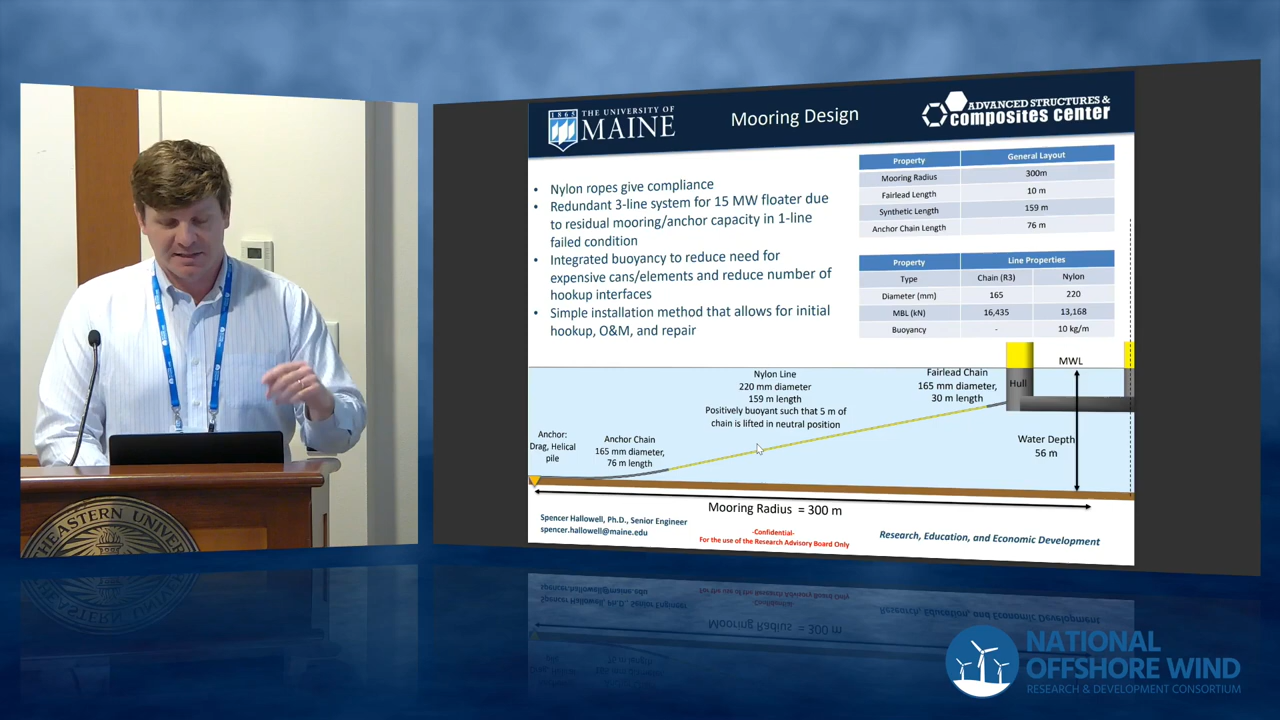 1865
THE UNIVERSITY OF
MAINE
Mooring Design
ADVANCED STRUCTURES &
composites center
• Nylon ropes give compliance
• Redundant 3-line system for 15 MW floater due
to residual mooring/anchor capacity in 1-line
failed condition
• Integrated buoyancy to reduce need for
expensive cans/elements and reduce number of
hookup interfaces
• Simple installation method that allows for initial
hookup, O&M, and repair
Property General Layout
Mooring Radius 300m
Fairlead Length 10 m
Synthetic Length 159 m
Anchor Chain Length 76 m
Property Line Properties
Type Chain (R3) Nylon
Diameter (mm) 165 220
MBL (kN) 16,435 13,168
Buoyancy - 10 kg/m
MWL
Nylon Line
220 mm diameter
159 m length
Positively buoyant such that 5 m of
chain is lifted in neutral position
Fairlead Chain
165 mm diameter,
30 m length
Hull
Anchor:
Drag, Helical
pile
Anchor Chain
165 mm diameter,
76 m length
Water Depth
56 m
Mooring Radius = 300 m
Spencer Hallowell, Ph.D., Senior Engineer
spencer.hallowell@maine.edu
-Confidential-
For the use of the Research Advisory Board Only
Research, Education, and Economic Development
EASTERN UNIVER
NATIONAL
OFFSHORE WIND
RESEARCH & DEVELOPMENT CONSORTIUM